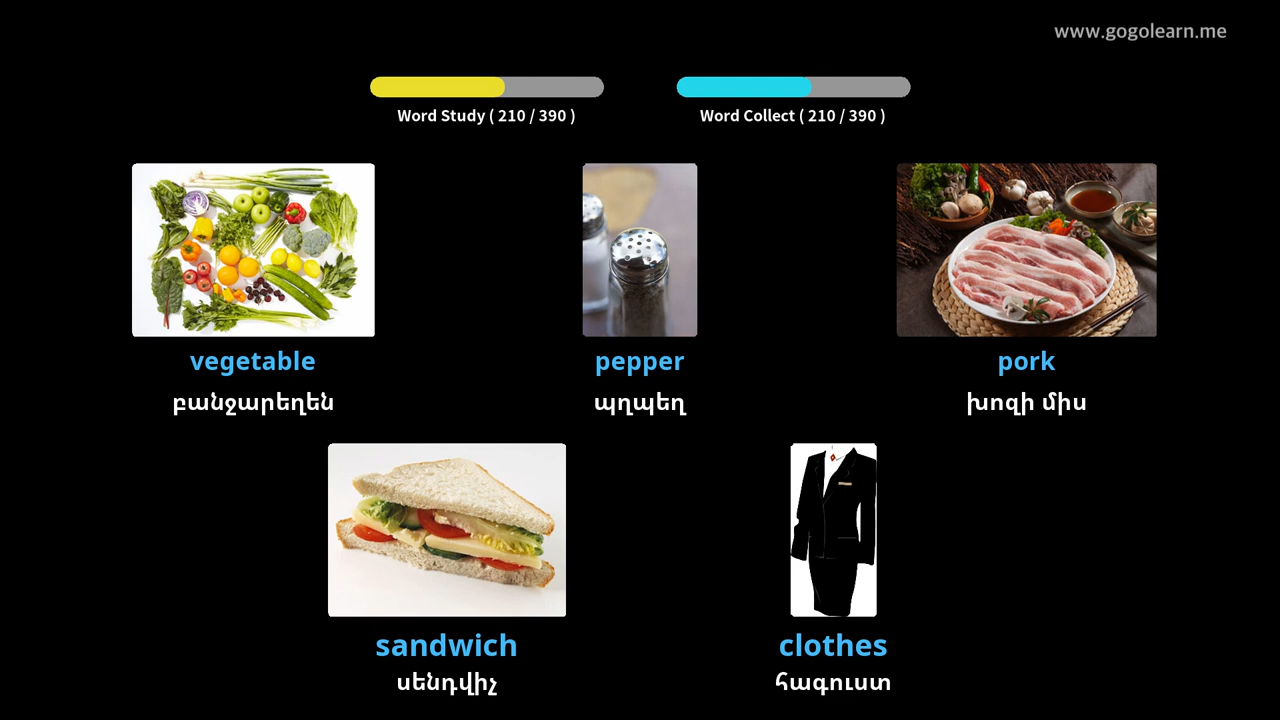 www.gogolearn.me
Word Study ( 210 / 390 )
Word Collect ( 210 / 390 )
vegetable
pepper
pork
բանջարեղեն
պղպեղ
խոզի միս
sandwich
clothes
սենդվիչ
հագուստ